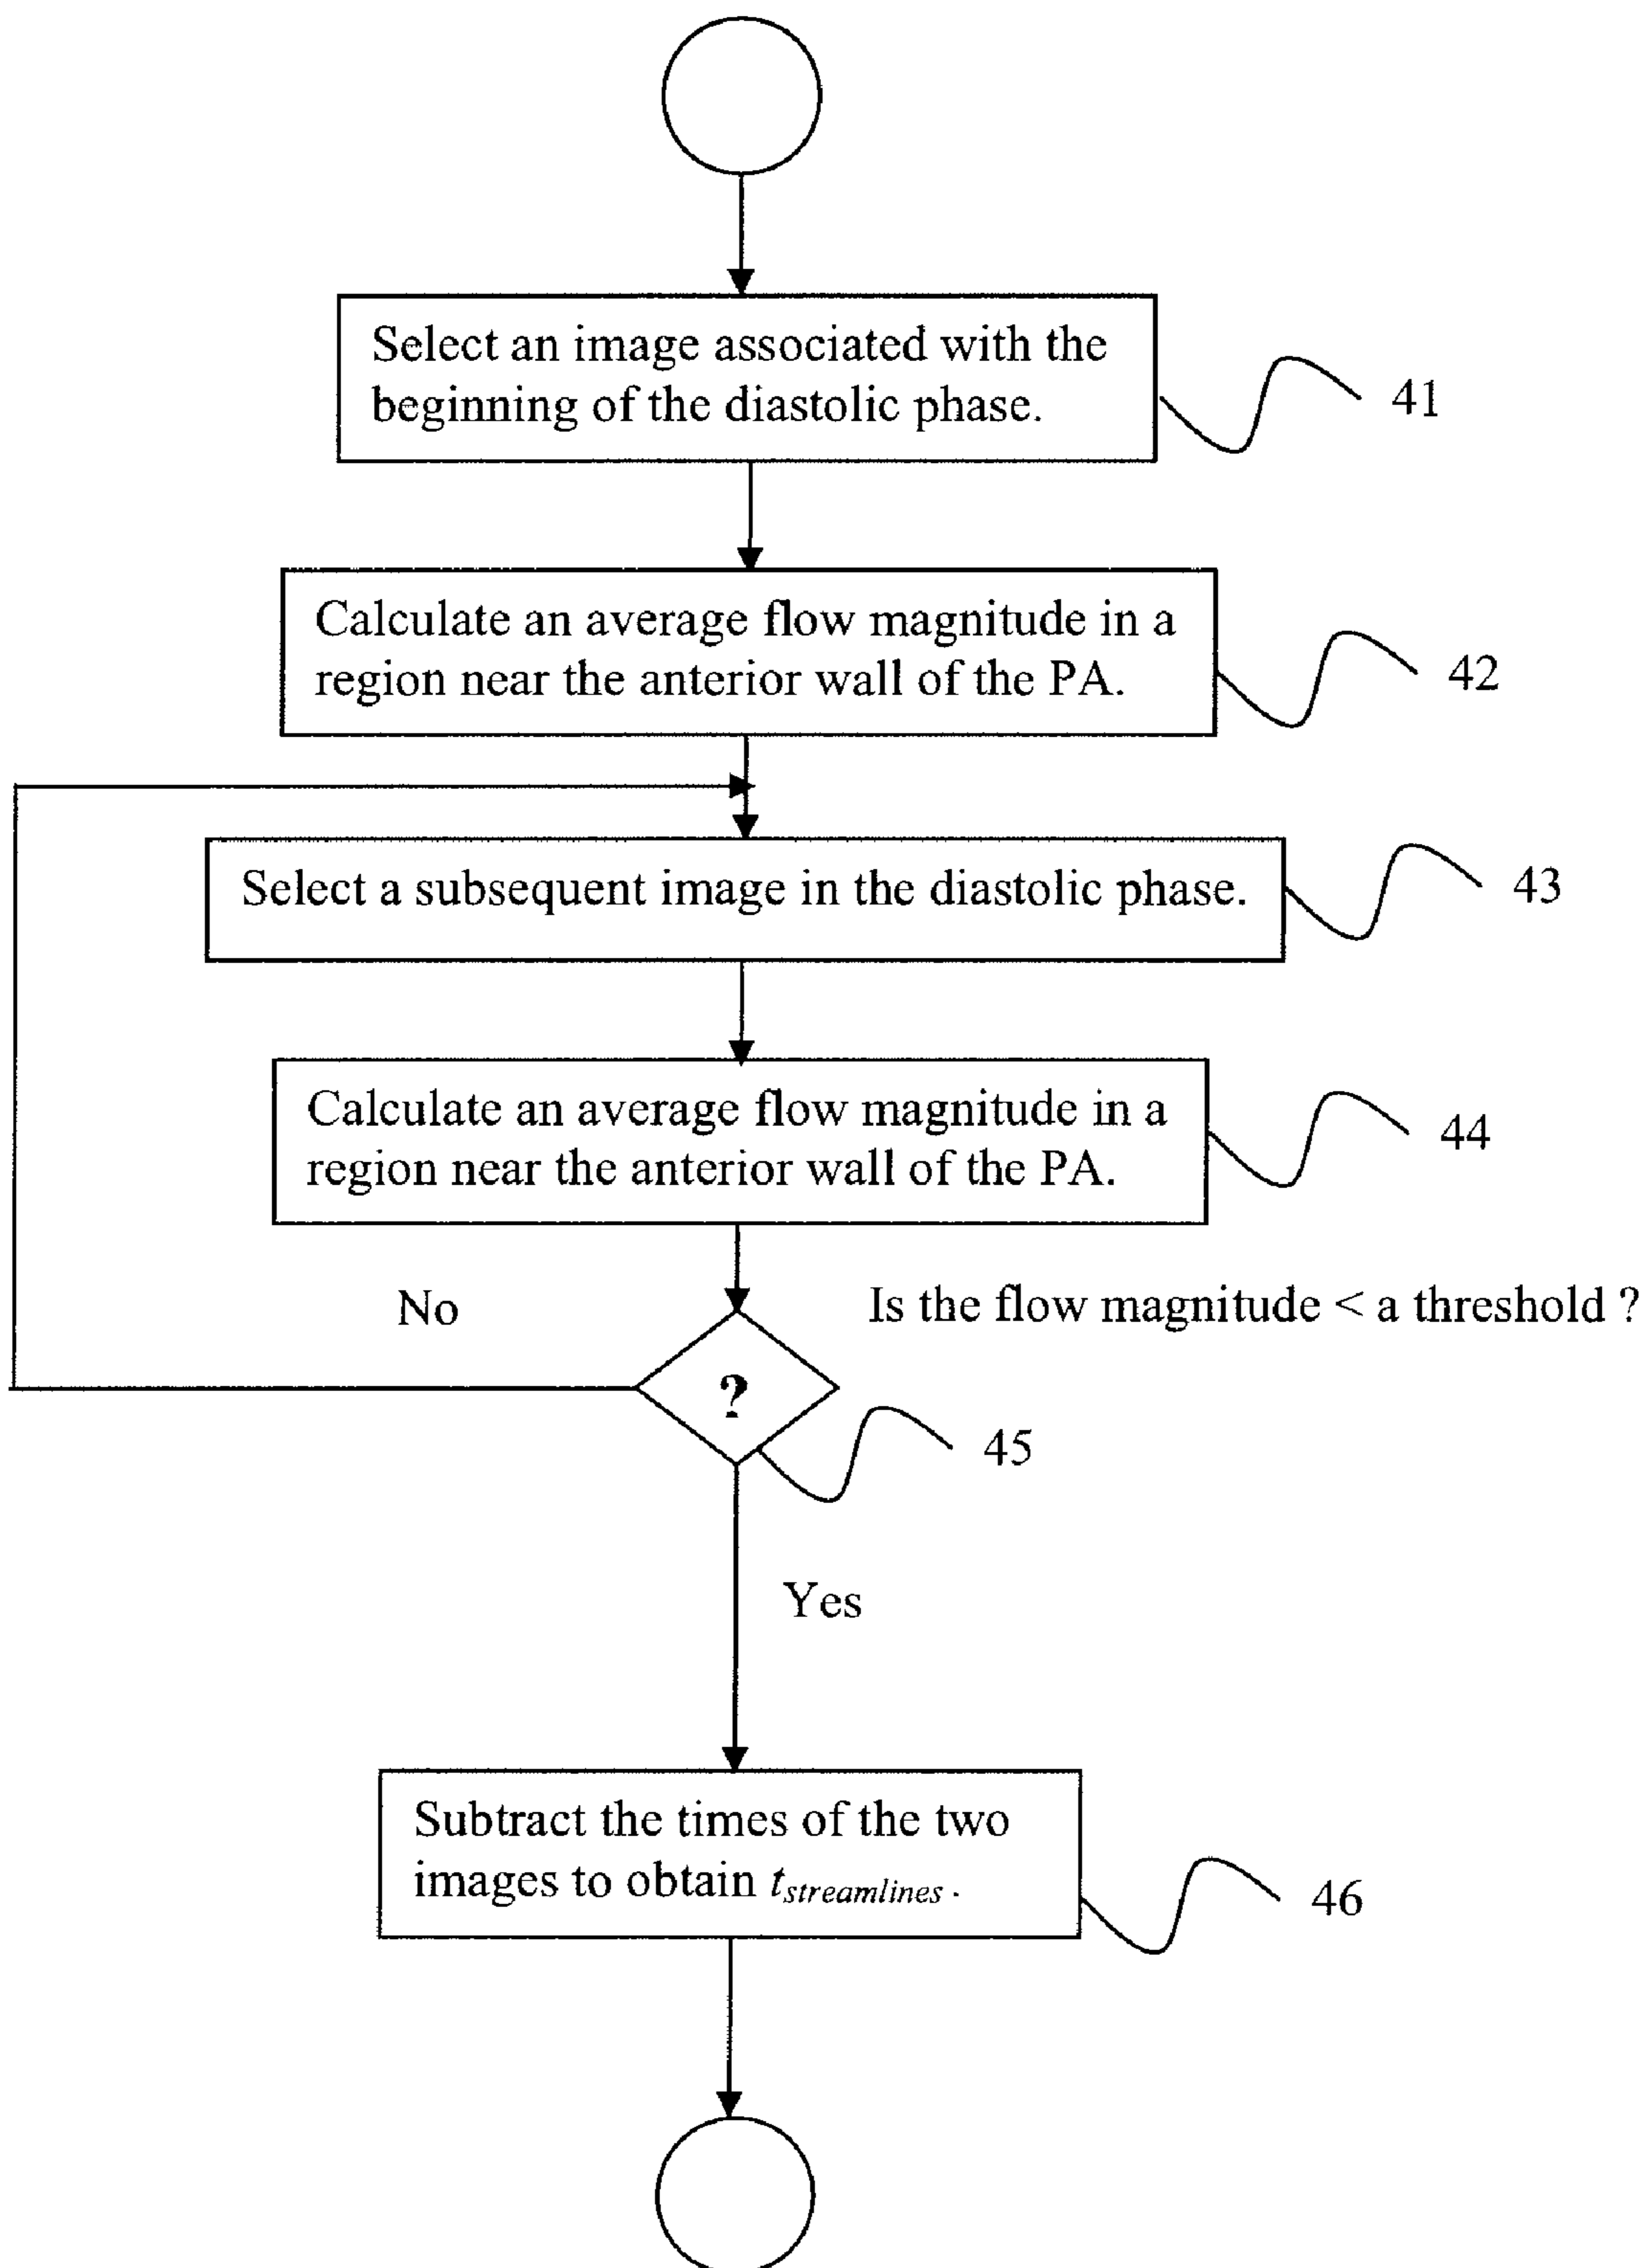 Select an image associated with the
beginning of the diastolic phase.
41
Calculate an average flow magnitude in a
region near the anterior wall of the PA.
42
Select a subsequent image in the diastolic phase.
43
Calculate an average flow magnitude in a
region near the anterior wall of the PA.
44
No
Is the flow magnitude < a threshold ?
?
45
Yes
Subtract the times of the two
images to obtain t_streamlines.
46